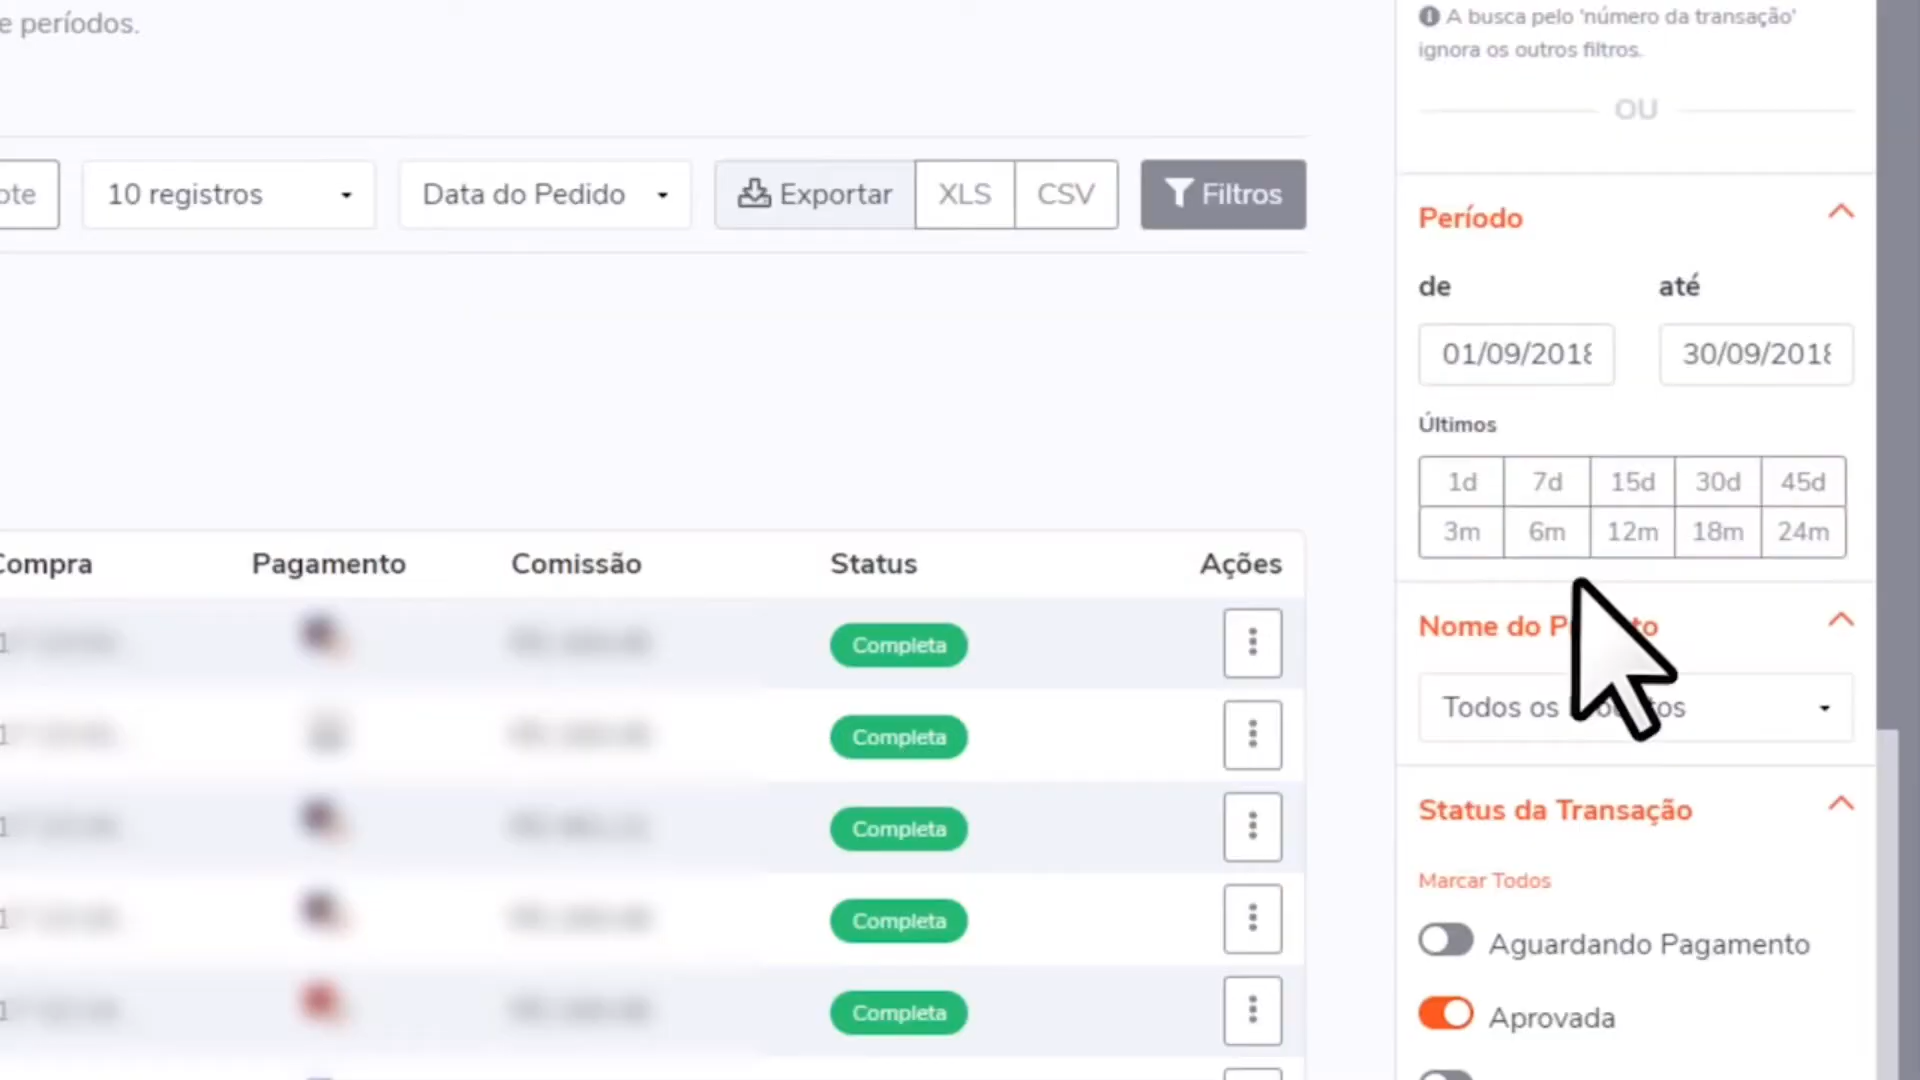 e períodos.
ote
10 registros
Data do Pedido
Exportar
XLS
CSV
Filtros
Compra
Pagamento
Comissão
Status
Ações
Completa
Completa
Completa
Completa
Completa
A busca pelo 'número da transação'
ignora os outros filtros.
OU
Período
de
até
01/09/2018
30/09/2018
Últimos
1d
7d
15d
30d
45d
3m
6m
12m
18m
24m
Nome do P to
Todos os
Status da Transação
Marcar Todos
Aguardando Pagamento
Aprovada